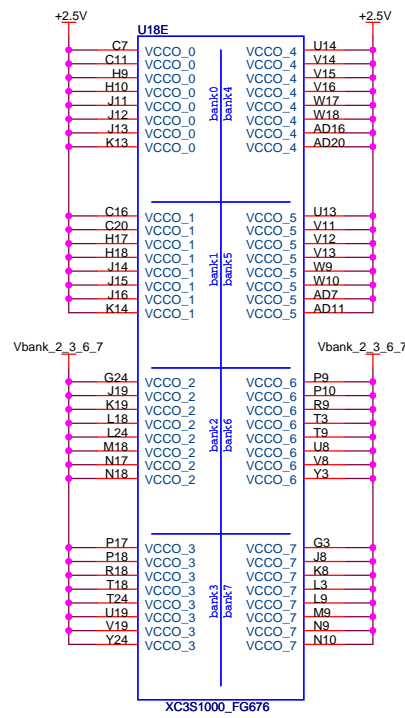 +2.5V +2.5V
U18E
C7 VCCO_0 VCCO_4 U14
C11 VCCO_0 VCCO_4 V14
H9 VCCO_0 VCCO_4 V15
H10 VCCO_0 VCCO_4 V16
J11 VCCO_0 VCCO_4 W17
J12 VCCO_0 VCCO_4 W18
J13 VCCO_0 VCCO_4 AD16
K13 VCCO_0 VCCO_4 AD20
bank0 bank4
C16 VCCO_1 VCCO_5 U13
C20 VCCO_1 VCCO_5 V11
H17 VCCO_1 VCCO_5 V12
H18 VCCO_1 VCCO_5 V13
J14 VCCO_1 VCCO_5 W9
J15 VCCO_1 VCCO_5 W10
J16 VCCO_1 VCCO_5 AD7
K14 VCCO_1 VCCO_5 AD11
bank1 bank5
Vbank_2_3_6_7 Vbank_2_3_6_7
G24 VCCO_2 VCCO_6 P9
J19 VCCO_2 VCCO_6 P10
K19 VCCO_2 VCCO_6 R9
L18 VCCO_2 VCCO_6 T3
L24 VCCO_2 VCCO_6 T9
M18 VCCO_2 VCCO_6 U8
N17 VCCO_2 VCCO_6 V8
N18 VCCO_2 VCCO_6 Y3
bank2 bank6
P17 VCCO_3 VCCO_7 G3
P18 VCCO_3 VCCO_7 J8
R18 VCCO_3 VCCO_7 K8
T18 VCCO_3 VCCO_7 L3
T24 VCCO_3 VCCO_7 L9
U19 VCCO_3 VCCO_7 M9
V19 VCCO_3 VCCO_7 N9
Y24 VCCO_3 VCCO_7 N10
bank3 bank7
XC3S1000_FG676